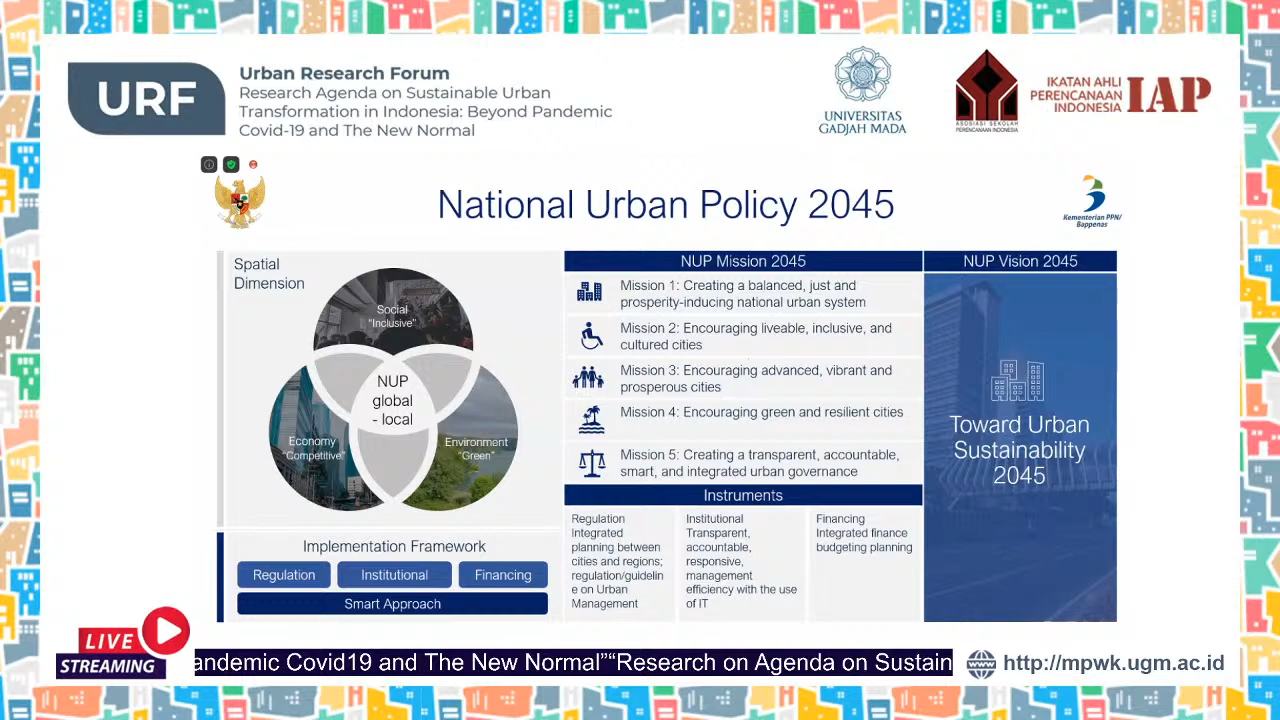 URF
Urban Research Forum
Research Agenda on Sustainable Urban
Transformation in Indonesia: Beyond Pandemic
Covid-19 and The New Normal
UNIVERSITAS
GADJAH MADA
ASOSIASI SEKOLAH
PERENCANAAN INDONESIA
IKATAN AHLI
PERENCANAAN
INDONESIA
IAP
National Urban Policy 2045
Kementerian PPN/
Bappenas
Spatial
Dimension
Social
"Inclusive"
NUP
global
- local
Economy
"Competitive"
Environment
"Green"
Implementation Framework
Regulation
Institutional
Financing
Smart Approach
NUP Mission 2045
Mission 1: Creating a balanced, just and
prosperity-inducing national urban system
Mission 2: Encouraging liveable, inclusive, and
cultured cities
Mission 3: Encouraging advanced, vibrant and
prosperous cities
Mission 4: Encouraging green and resilient cities
Mission 5: Creating a transparent, accountable,
smart, and integrated urban governance
Instruments
Regulation
Integrated
planning between
cities and regions;
regulation/guidelin
e on Urban
Management
Institutional
Transparent,
accountable,
responsive,
management
efficiency with the use
of IT
Financing
Integrated finance
budgeting planning
NUP Vision 2045
Toward Urban
Sustainability
2045
LIVE
STREAMING
andemic Covid19 and The New Normal"“Research on Agenda on Sustain
http://mpwk.ugm.ac.id